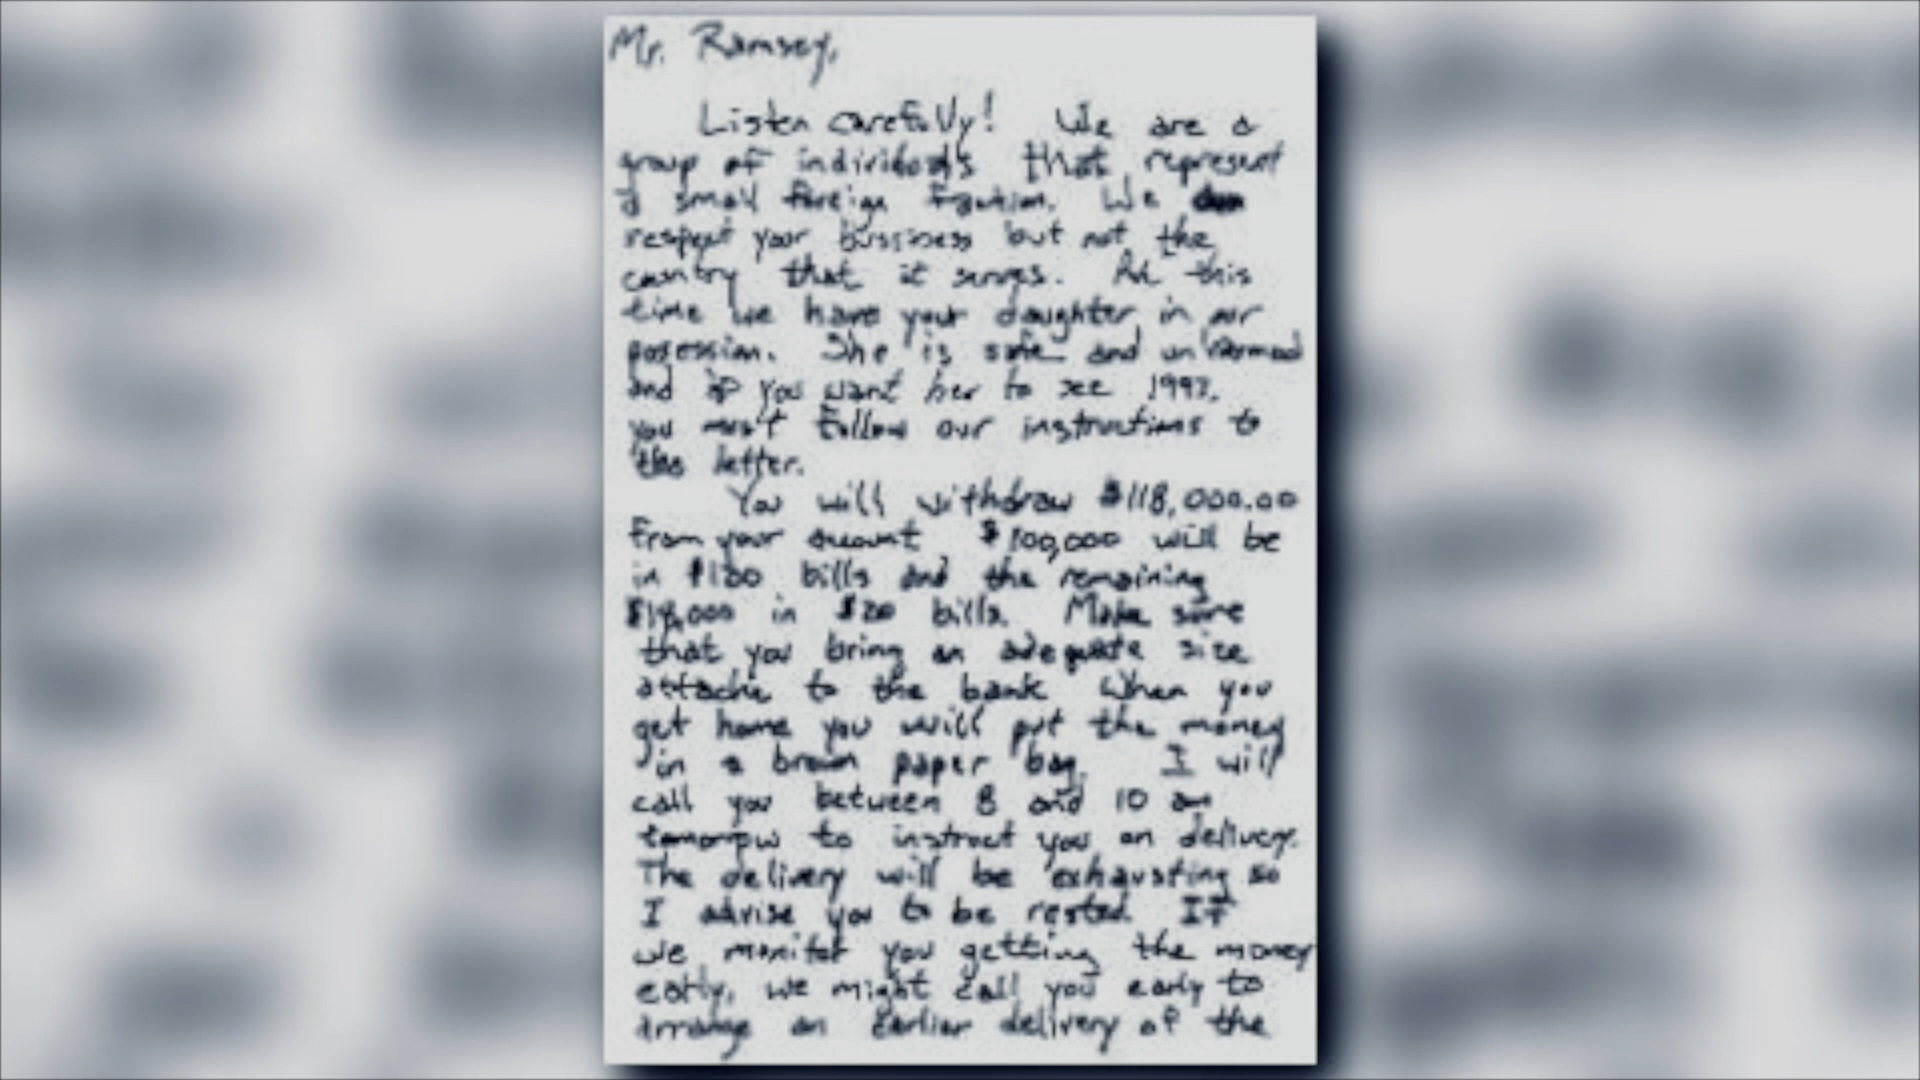 Mr. Ramsey,
Listen carefully! We are a
group of individuals that represent
a small foreign faction. We
respect your bussiness but not the
country that it serves. At this
time we have your daughter in our
posession. She is safe and unharmed
and if you want her to see 1997,
you must follow our instructions to
the letter.
You will withdraw $118,000.00
from your account. $100,000 will be
in $100 bills and the remaining
$18,000 in $20 bills. Make sure
that you bring an adequate size
attache to the bank. When you
get home you will put the money
in a brown paper bag. I will
call you between 8 and 10 am
tomorrow to instruct you on delivery.
The delivery will be exhausting so
I advise you to be rested. If
we monitor you getting the money
early, we might call you early to
arrange an earlier delivery of the